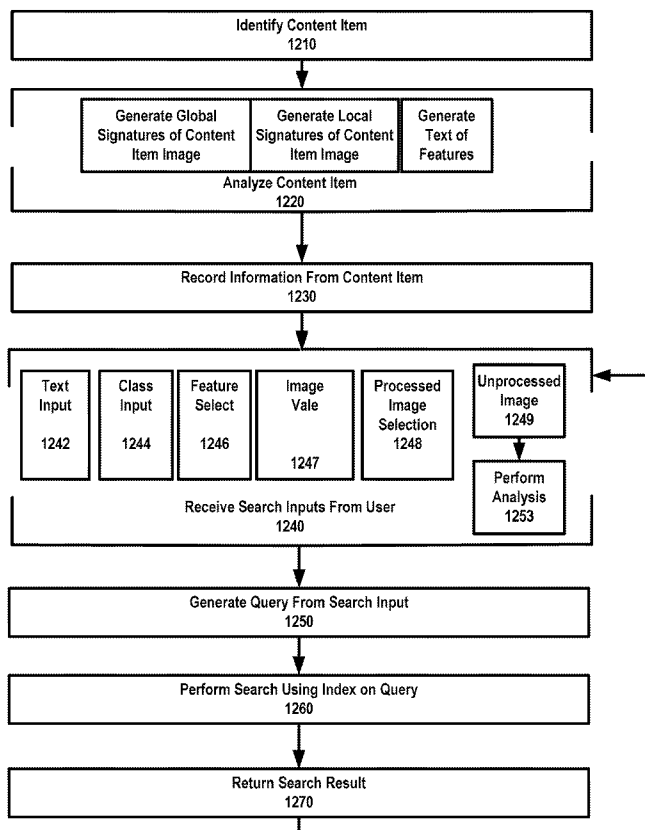 Identify Content Item
1210
Generate Global
Signatures of Content
Item Image
Generate Local
Signatures of Content
Item Image
Generate
Text of
Features
Analyze Content Item
1220
Record Information From Content Item
1230
Text
Input
1242
Class
Input
1244
Feature
Select
1246
Image
Vale
1247
Processed
Image
Selection
1248
Unprocessed
Image
1249
Perform
Analysis
1253
Receive Search Inputs From User
1240
Generate Query From Search Input
1250
Perform Search Using Index on Query
1260
Return Search Result
1270